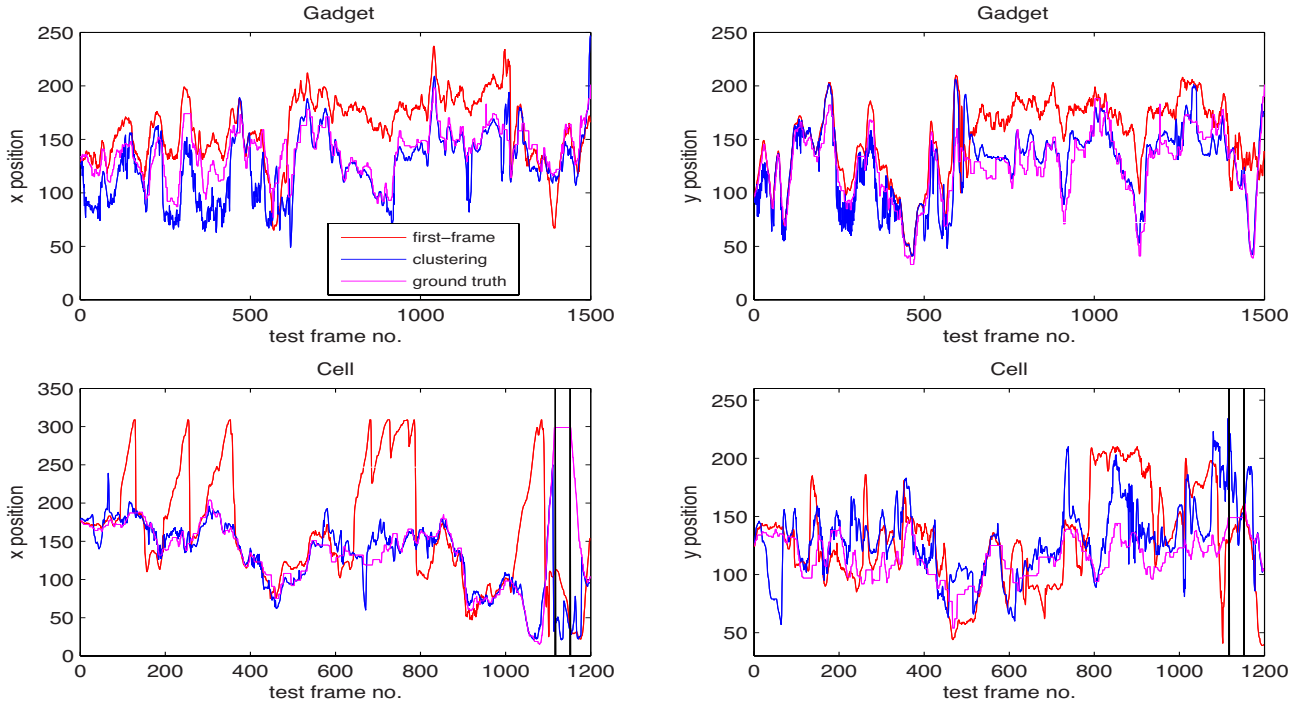 Gadget
250
200
150
100
50
0
x position
0 500 1000 1500
test frame no.
first-frame
clustering
ground truth
Gadget
250
200
150
100
50
0
y position
0 500 1000 1500
test frame no.
Cell
350
300
250
200
150
100
50
0
x position
0 200 400 600 800 1000 1200
test frame no.
Cell
250
200
150
100
50
y position
0 200 400 600 800 1000 1200
test frame no.